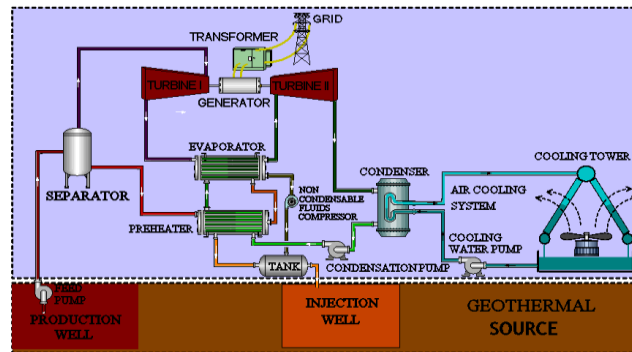 GRID
TRANSFORMER
TURBINE I
TURBINE II
GENERATOR
EVAPORATOR
CONDENSER
COOLING TOWER
SEPARATOR
NON
CONDENSABLE
FLUIDS
COMPRESSOR
AIR COOLING
SYSTEM
PREHEATER
COOLING
WATER PUMP
TANK
CONDENSATION PUMP
FEED
PUMP
PRODUCTION
WELL
INJECTION
WELL
GEOTHERMAL
SOURCE